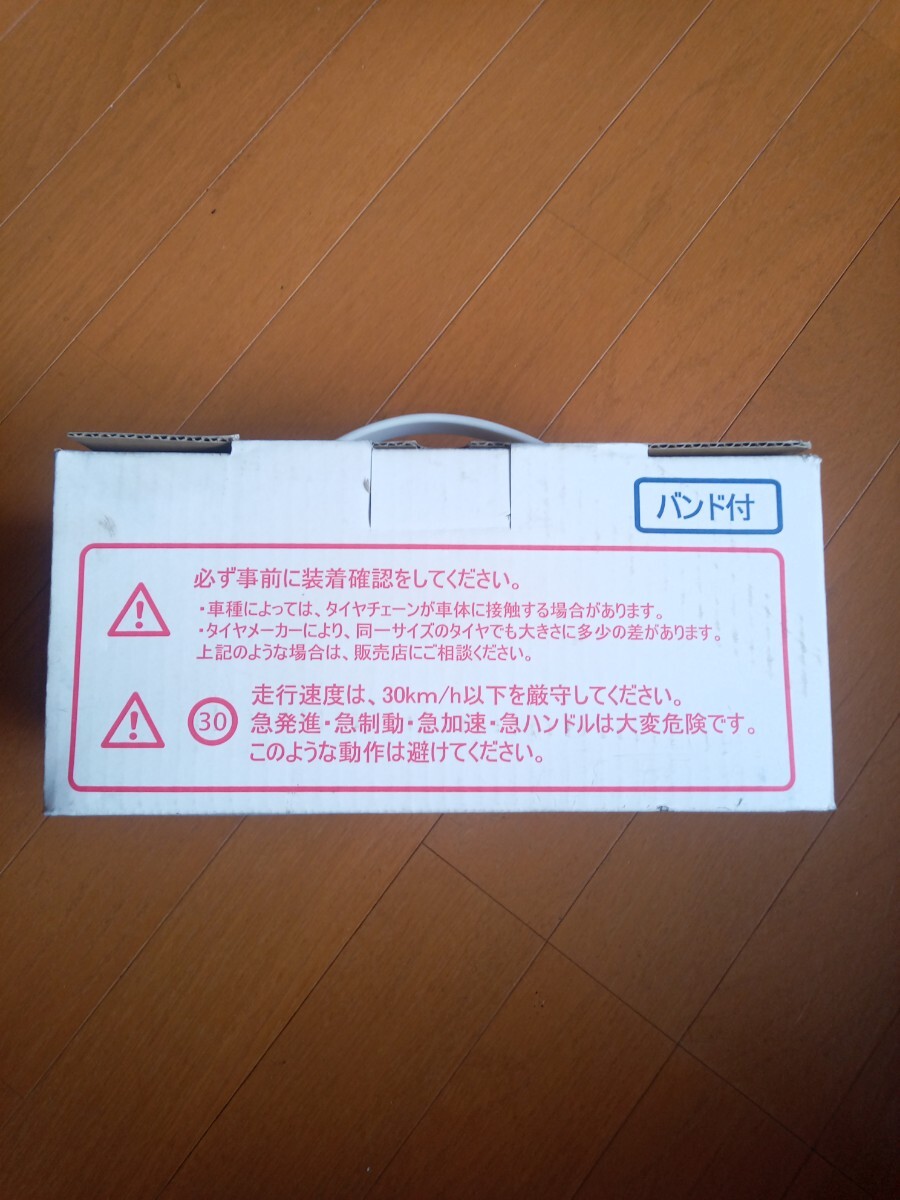 バンド付
必ず事前に装着確認をしてください。
・車種によっては、タイヤチェーンが車体に接触する場合があります。
・タイヤメーカーにより、同一サイズのタイヤでも大きさに多少の差があります。
上記のような場合は、販売店にご相談ください。
30
走行速度は、30km/h以下を厳守してください。
急発進・急制動・急加速・急ハンドルは大変危険です。
このような動作は避けてください。